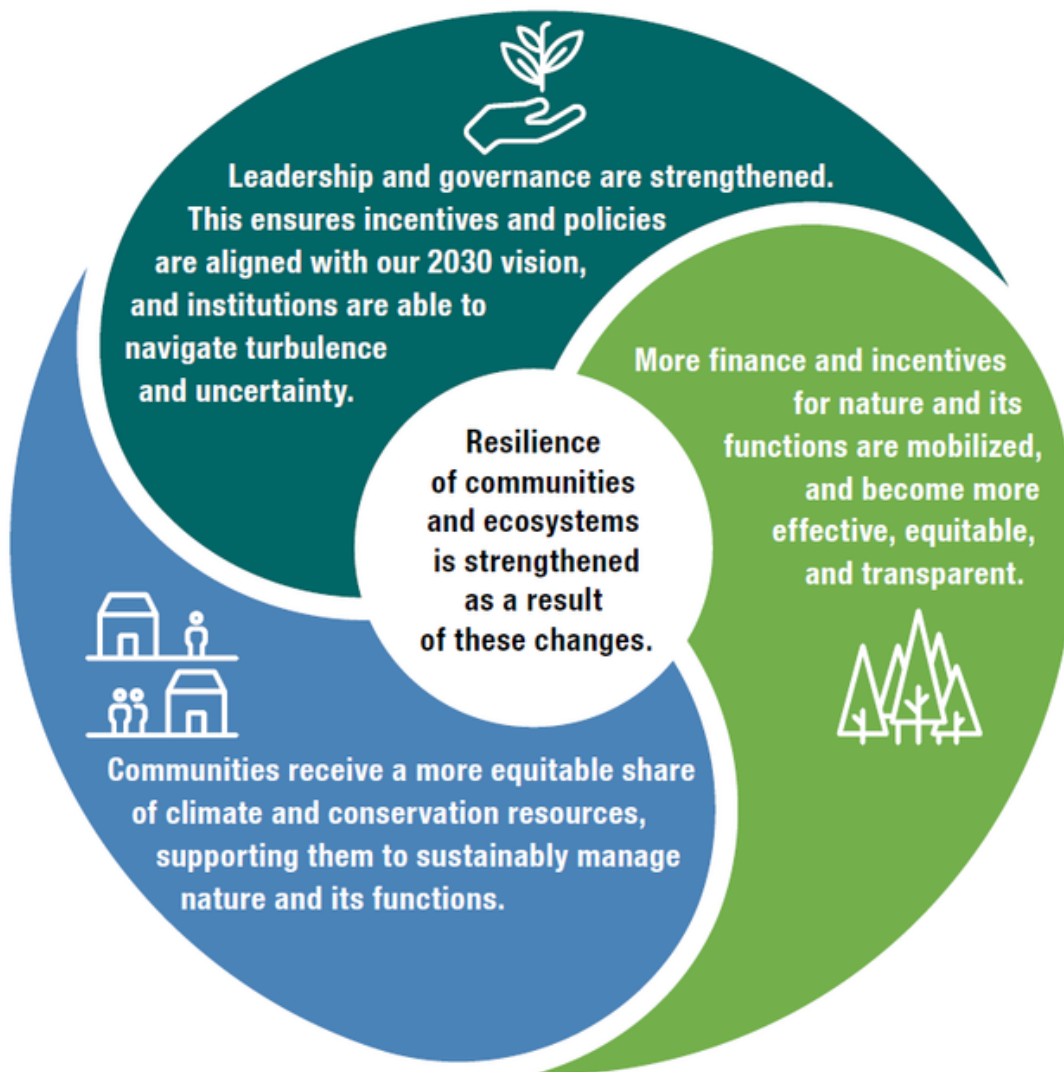 Leadership and governance are strengthened.
This ensures incentives and policies
are aligned with our 2030 vision,
and institutions are able to
navigate turbulence
and uncertainty.
More finance and incentives
for nature and its
functions are mobilized,
and become more
effective, equitable,
and transparent.
Resilience
of communities
and ecosystems
is strengthened
as a result
of these changes.
Communities receive a more equitable share
of climate and conservation resources,
supporting them to sustainably manage
nature and its functions.